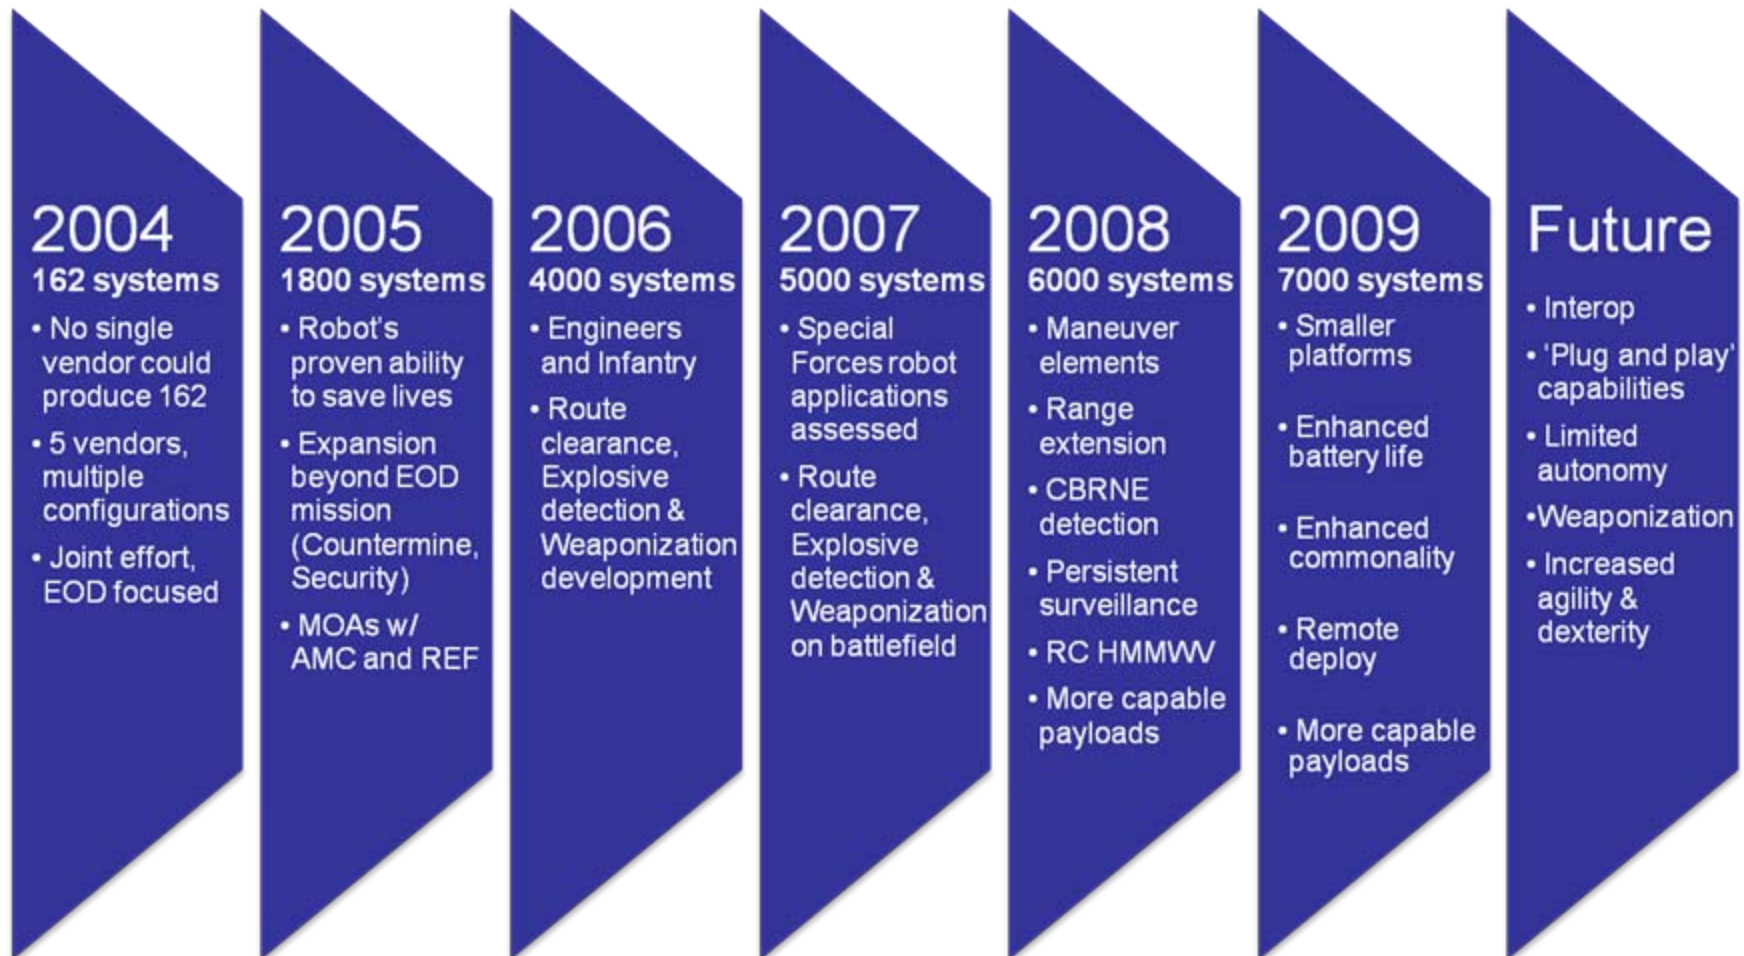 2004
162 systems
• No single
vendor could
produce 162
• 5 vendors,
multiple
configurations
• Joint effort,
EOD focused
2005
1800 systems
• Robot's
proven ability
to save lives
• Expansion
beyond EOD
mission
(Countermine,
Security)
• MOAs w/
AMC and REF
2006
4000 systems
• Engineers
and Infantry
• Route
clearance,
Explosive
detection &
Weaponization
development
2007
5000 systems
• Special
Forces robot
applications
assessed
• Route
clearance,
Explosive
detection &
Weaponization
on battlefield
2008
6000 systems
• Maneuver
elements
• Range
extension
• CBRNE
detection
• Persistent
surveillance
• RC HMMWV
• More capable
payloads
2009
7000 systems
• Smaller
platforms
• Enhanced
battery life
• Enhanced
commonality
• Remote
deploy
• More capable
payloads
Future
• Interop
• 'Plug and play'
capabilities
• Limited
autonomy
•Weaponization
• Increased
agility &
dexterity